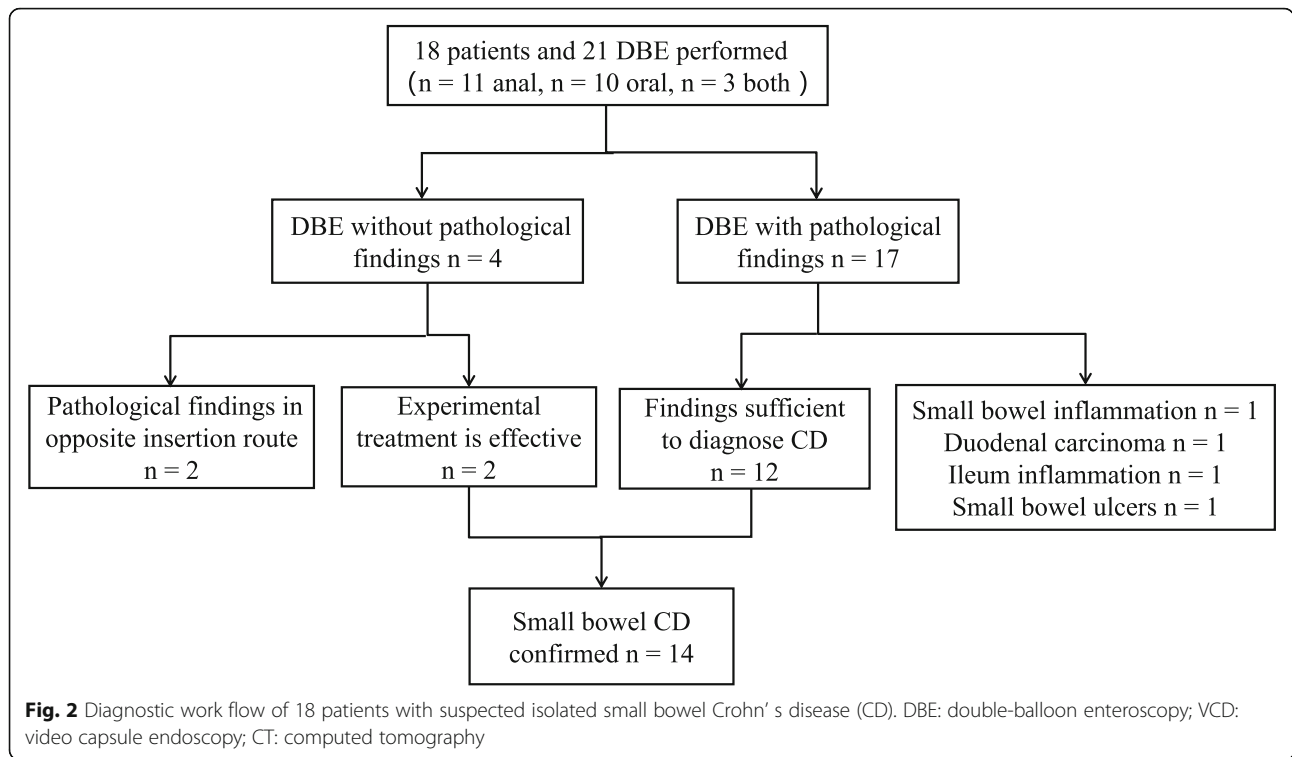 18 patients and 21 DBE performed
(n = 11 anal, n = 10 oral, n = 3 both )
DBE without pathological
findings n = 4
DBE with pathological
findings n = 17
Pathological findings in
opposite insertion route
n = 2
Experimental
treatment is effective
n = 2
Findings sufficient
to diagnose CD
n = 12
Small bowel inflammation n = 1
Duodenal carcinoma n = 1
Ileum inflammation n = 1
Small bowel ulcers n = 1
Small bowel CD
confirmed n = 14
Fig. 2 Diagnostic work flow of 18 patients with suspected isolated small bowel Crohn’ s disease (CD). DBE: double-balloon enteroscopy; VCD:
video capsule endoscopy; CT: computed tomography